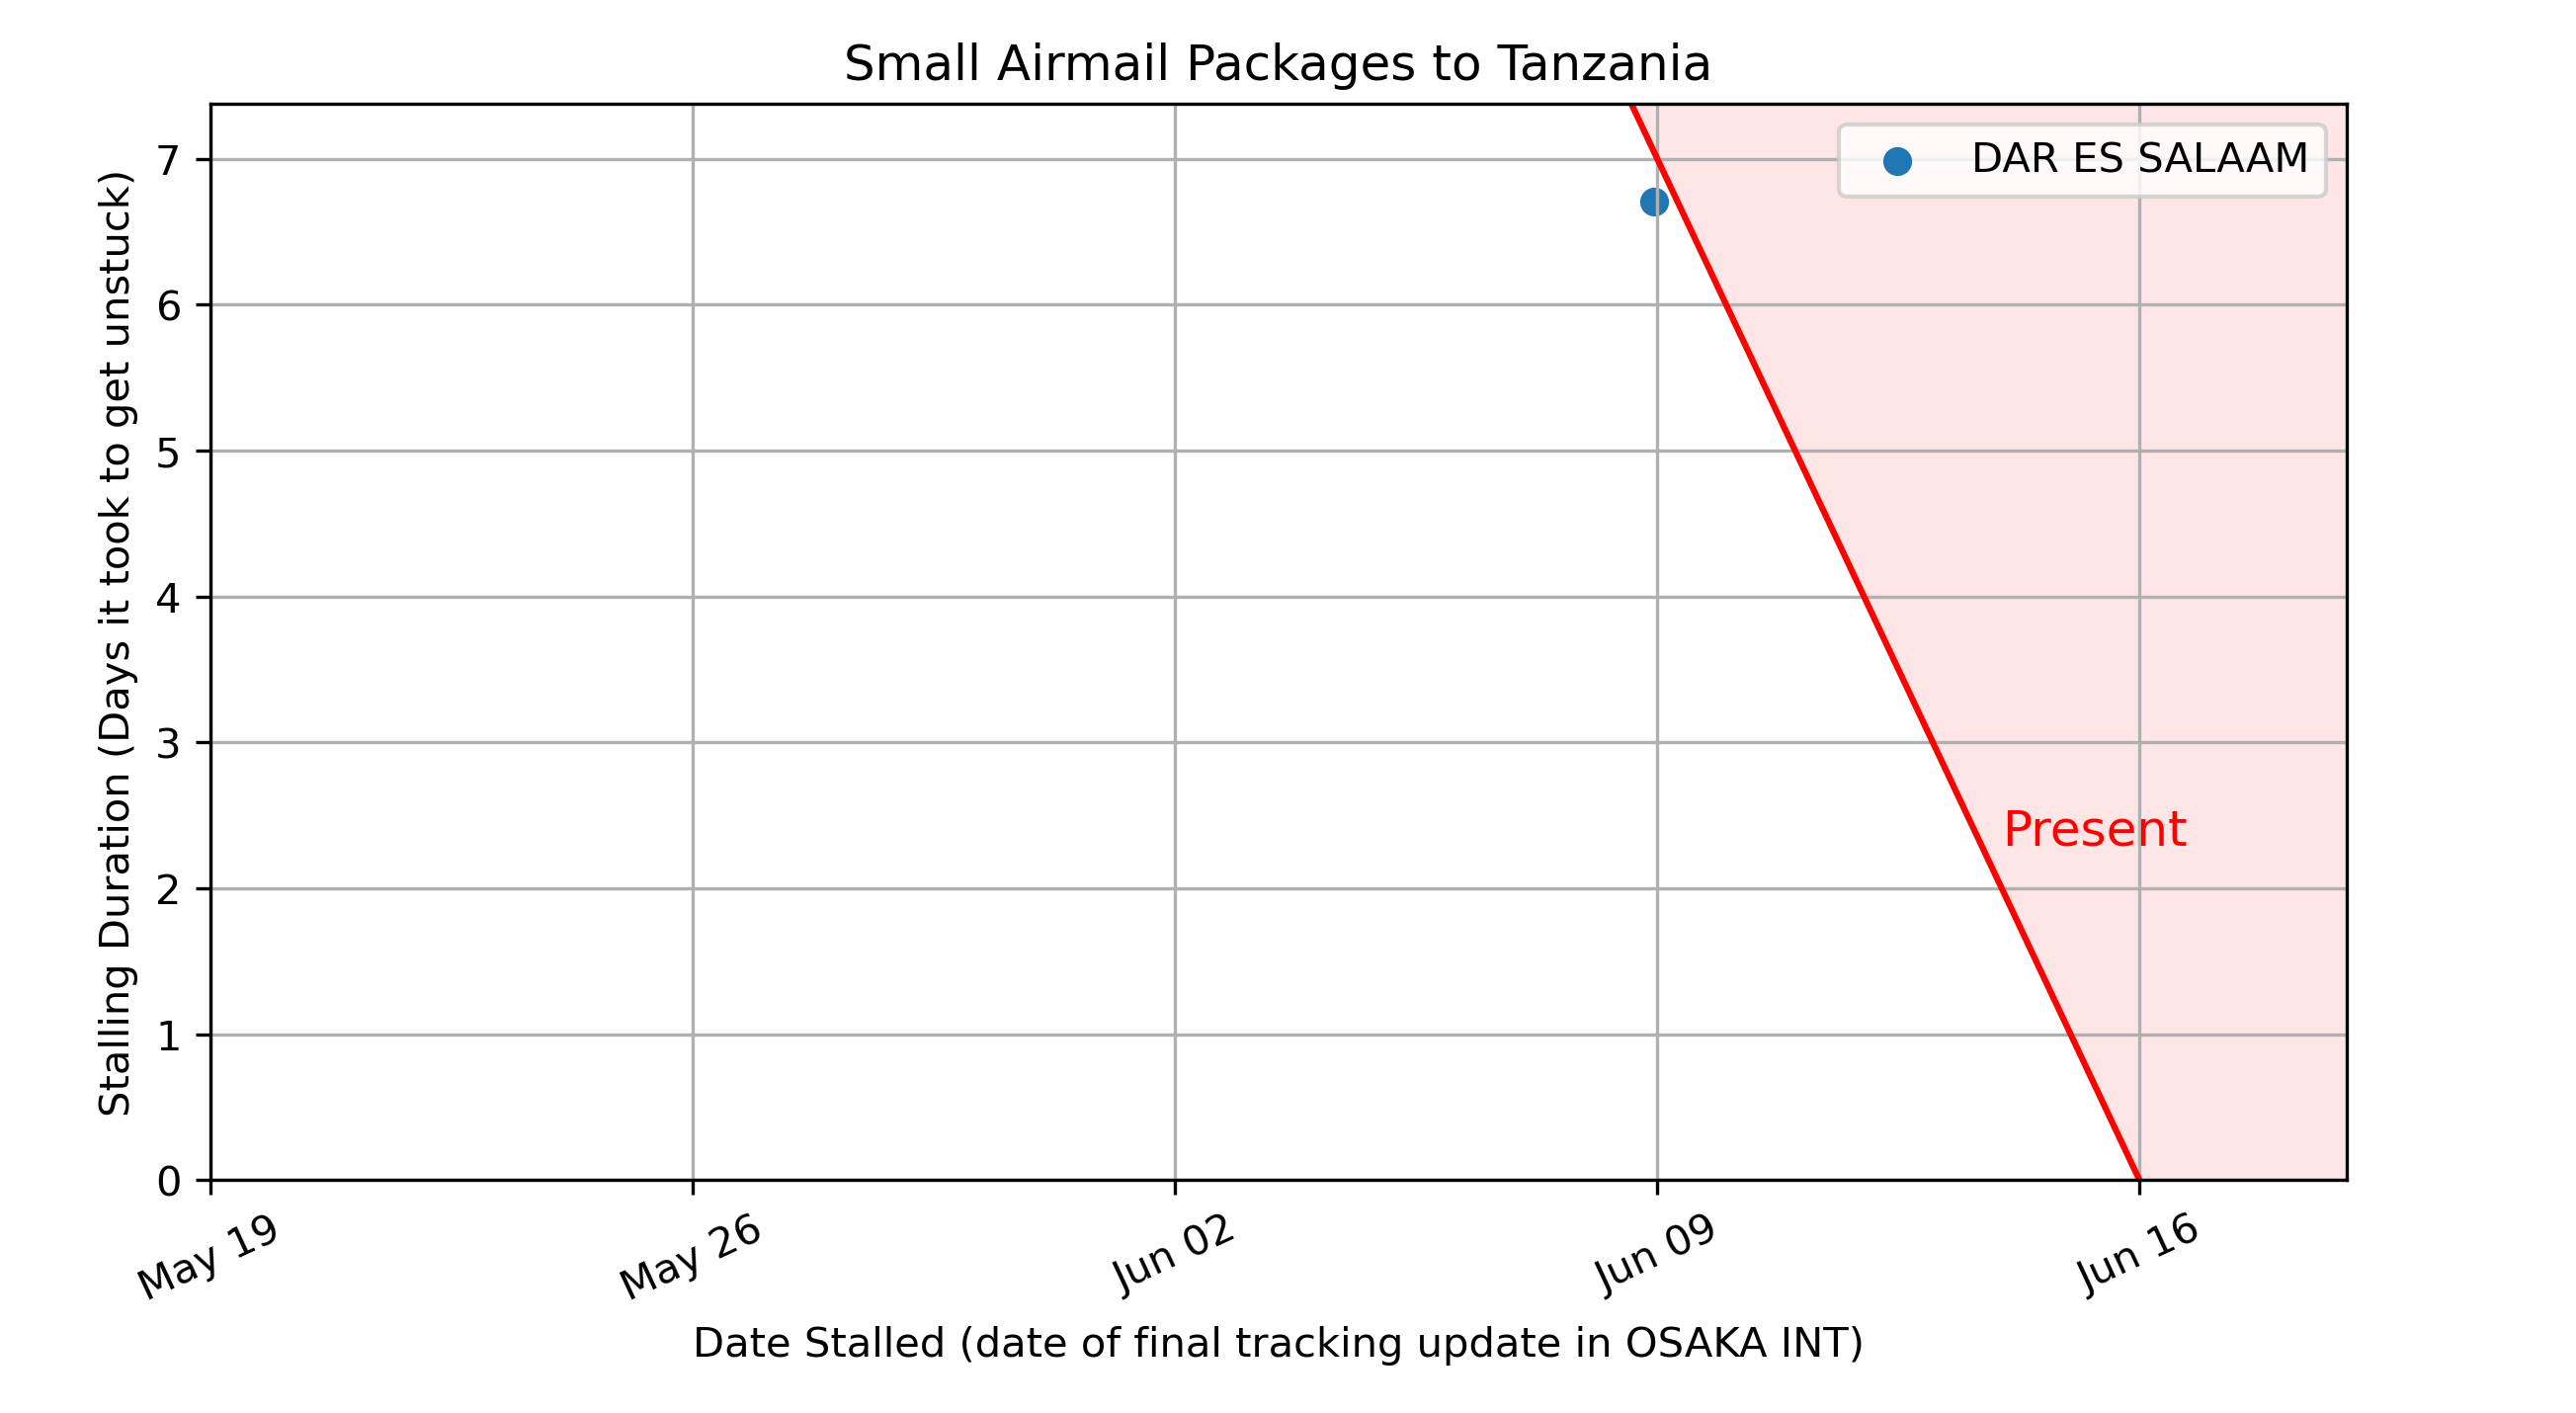 Small Airmail Packages to Tanzania
DAR ES SALAAM
Stalling Duration (Days it took to get unstuck)
7
6
5
4
3
2
1
0
Present
May 19
May 26
Jun 02
Jun 09
Jun 16
Date Stalled (date of final tracking update in OSAKA INT)